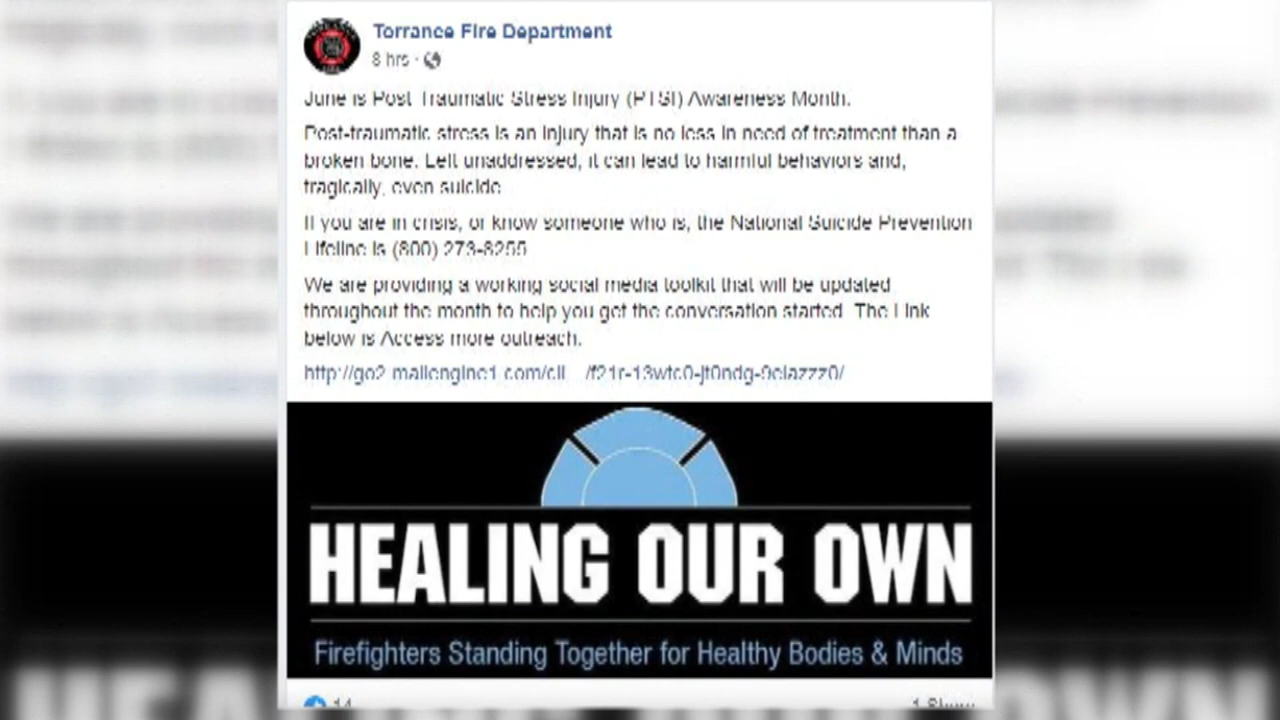 Torrance Fire Department
8 hrs ·
June is Post Traumatic Stress Injury (PTSI) Awareness Month.
Post-traumatic stress is an injury that is no less in need of treatment than a
broken bone. Left unaddressed, it can lead to harmful behaviors and,
tragically, even suicide
If you are in crisis, or know someone who is, the National Suicide Prevention
Lifeline is (800) 273-8255
We are providing a working social media toolkit that will be updated
throughout the month to help you get the conversation started. The Link
below is Access more outreach.
HEALING OUR OWN
Firefighters Standing Together for Healthy Bodies & Minds
14